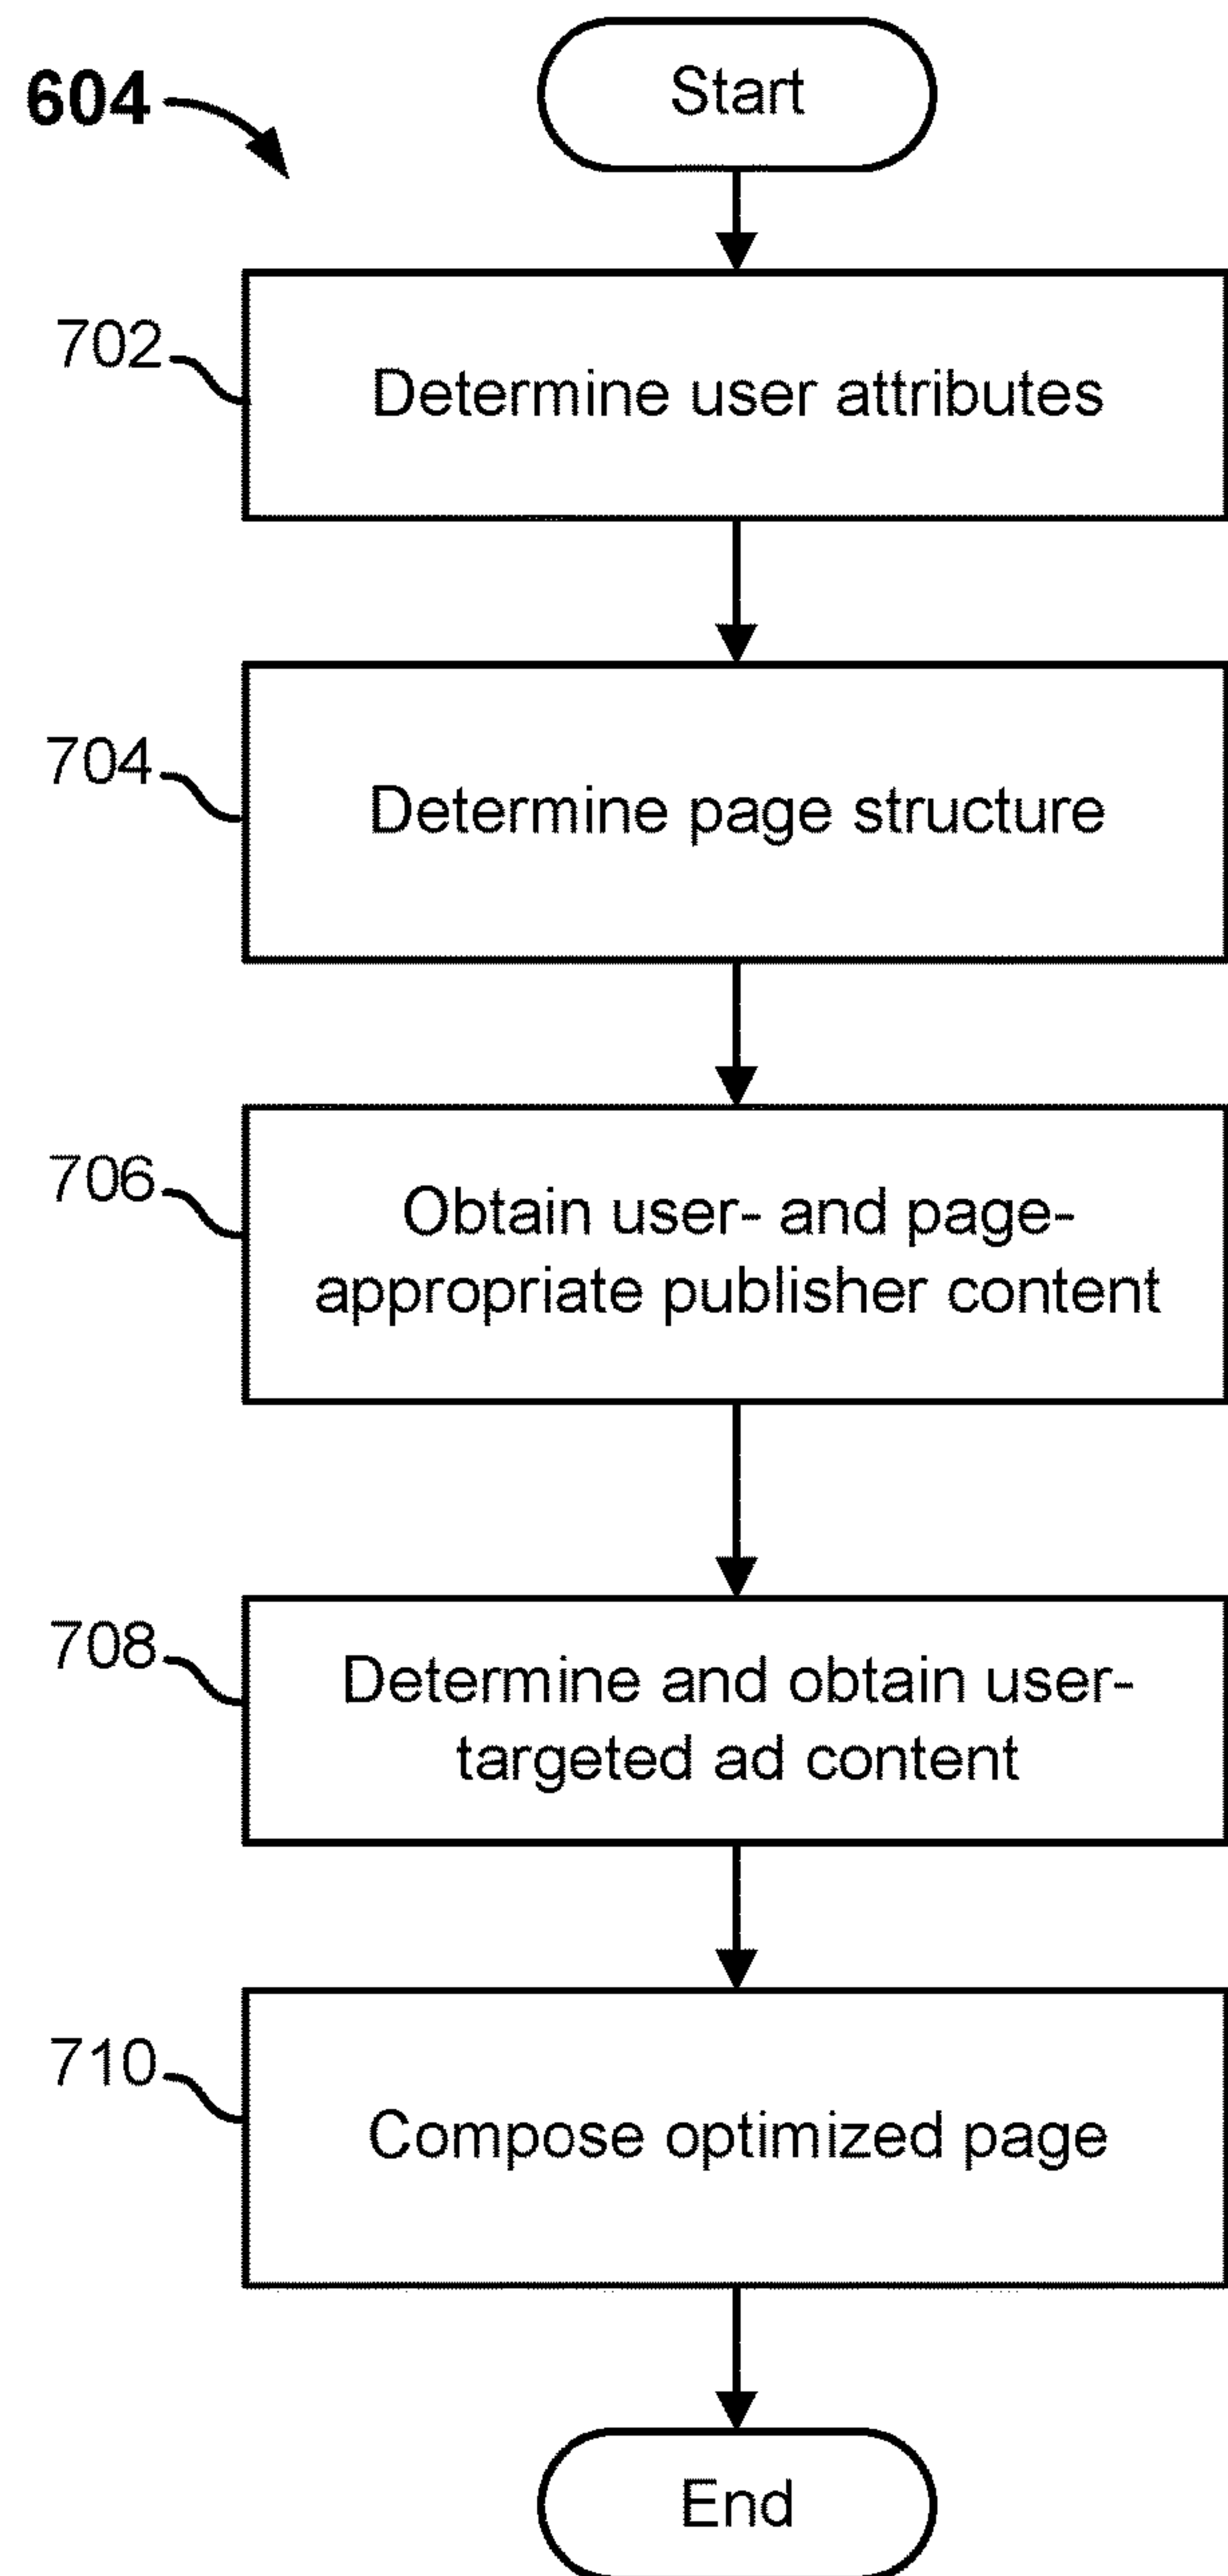 604
Start
702
Determine user attributes
704
Determine page structure
706
Obtain user- and page-
appropriate publisher content
708
Determine and obtain user-
targeted ad content
710
Compose optimized page
End